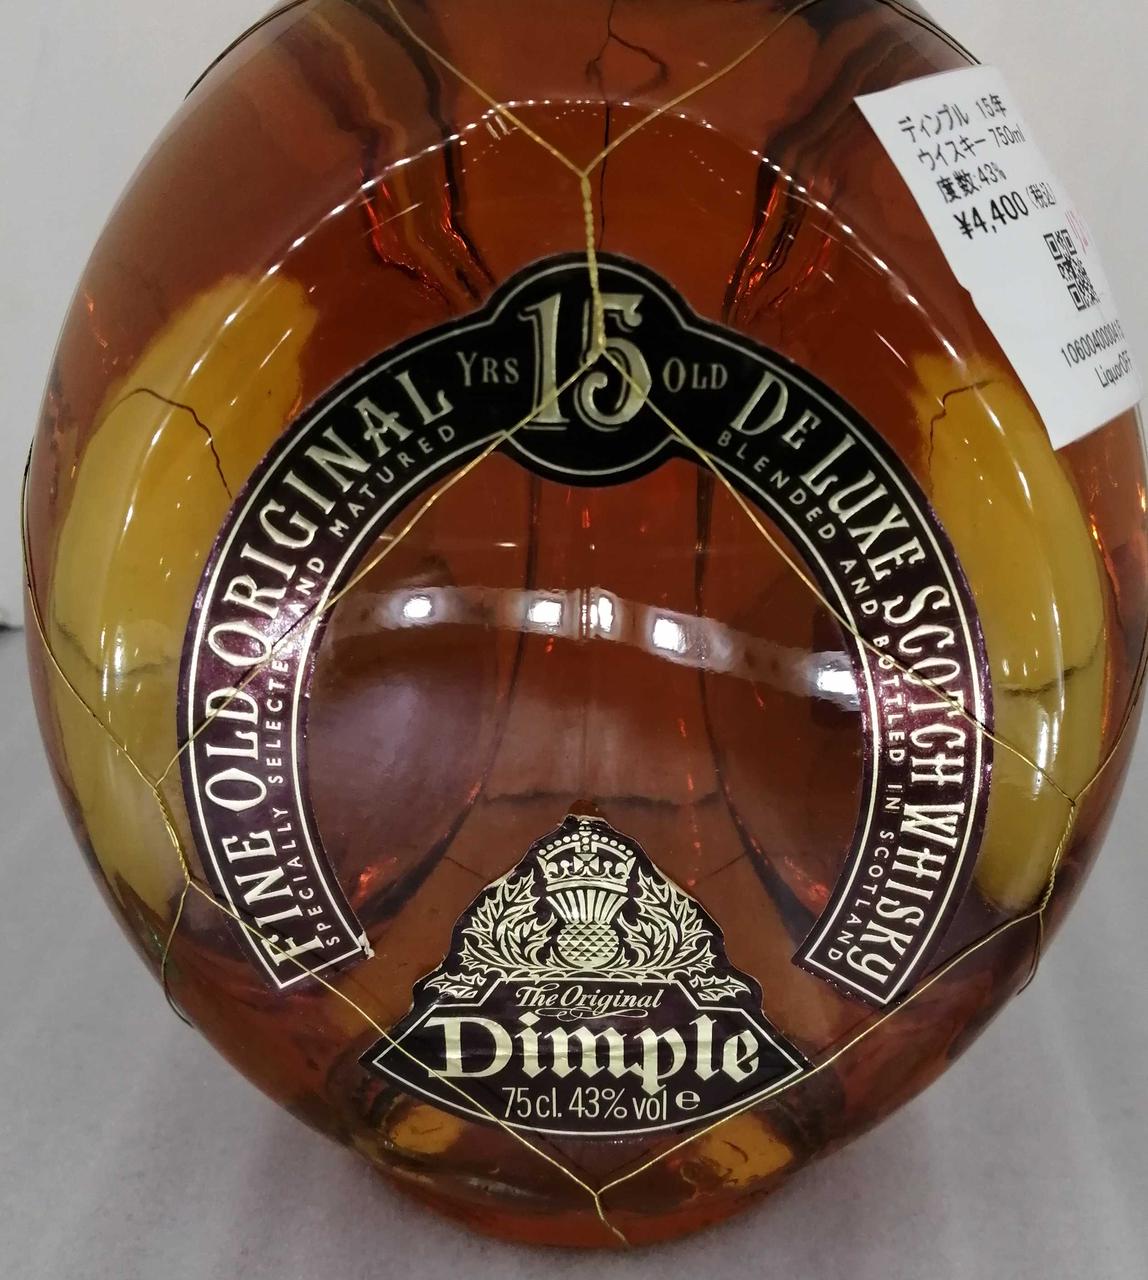 ディンプル 15年
ウイスキー 750ml
度数:43%
¥4,400(税込)
LiquorOFF
YRS 15 OLD
FINE OLD ORIGINAL DE LUXE SCOTCH WHISKY
SPECIALLY SELECTED AND MATURED BLENDED AND BOTTLED IN SCOTLAND
The Original
Dimple
75 cl. 43% vol e